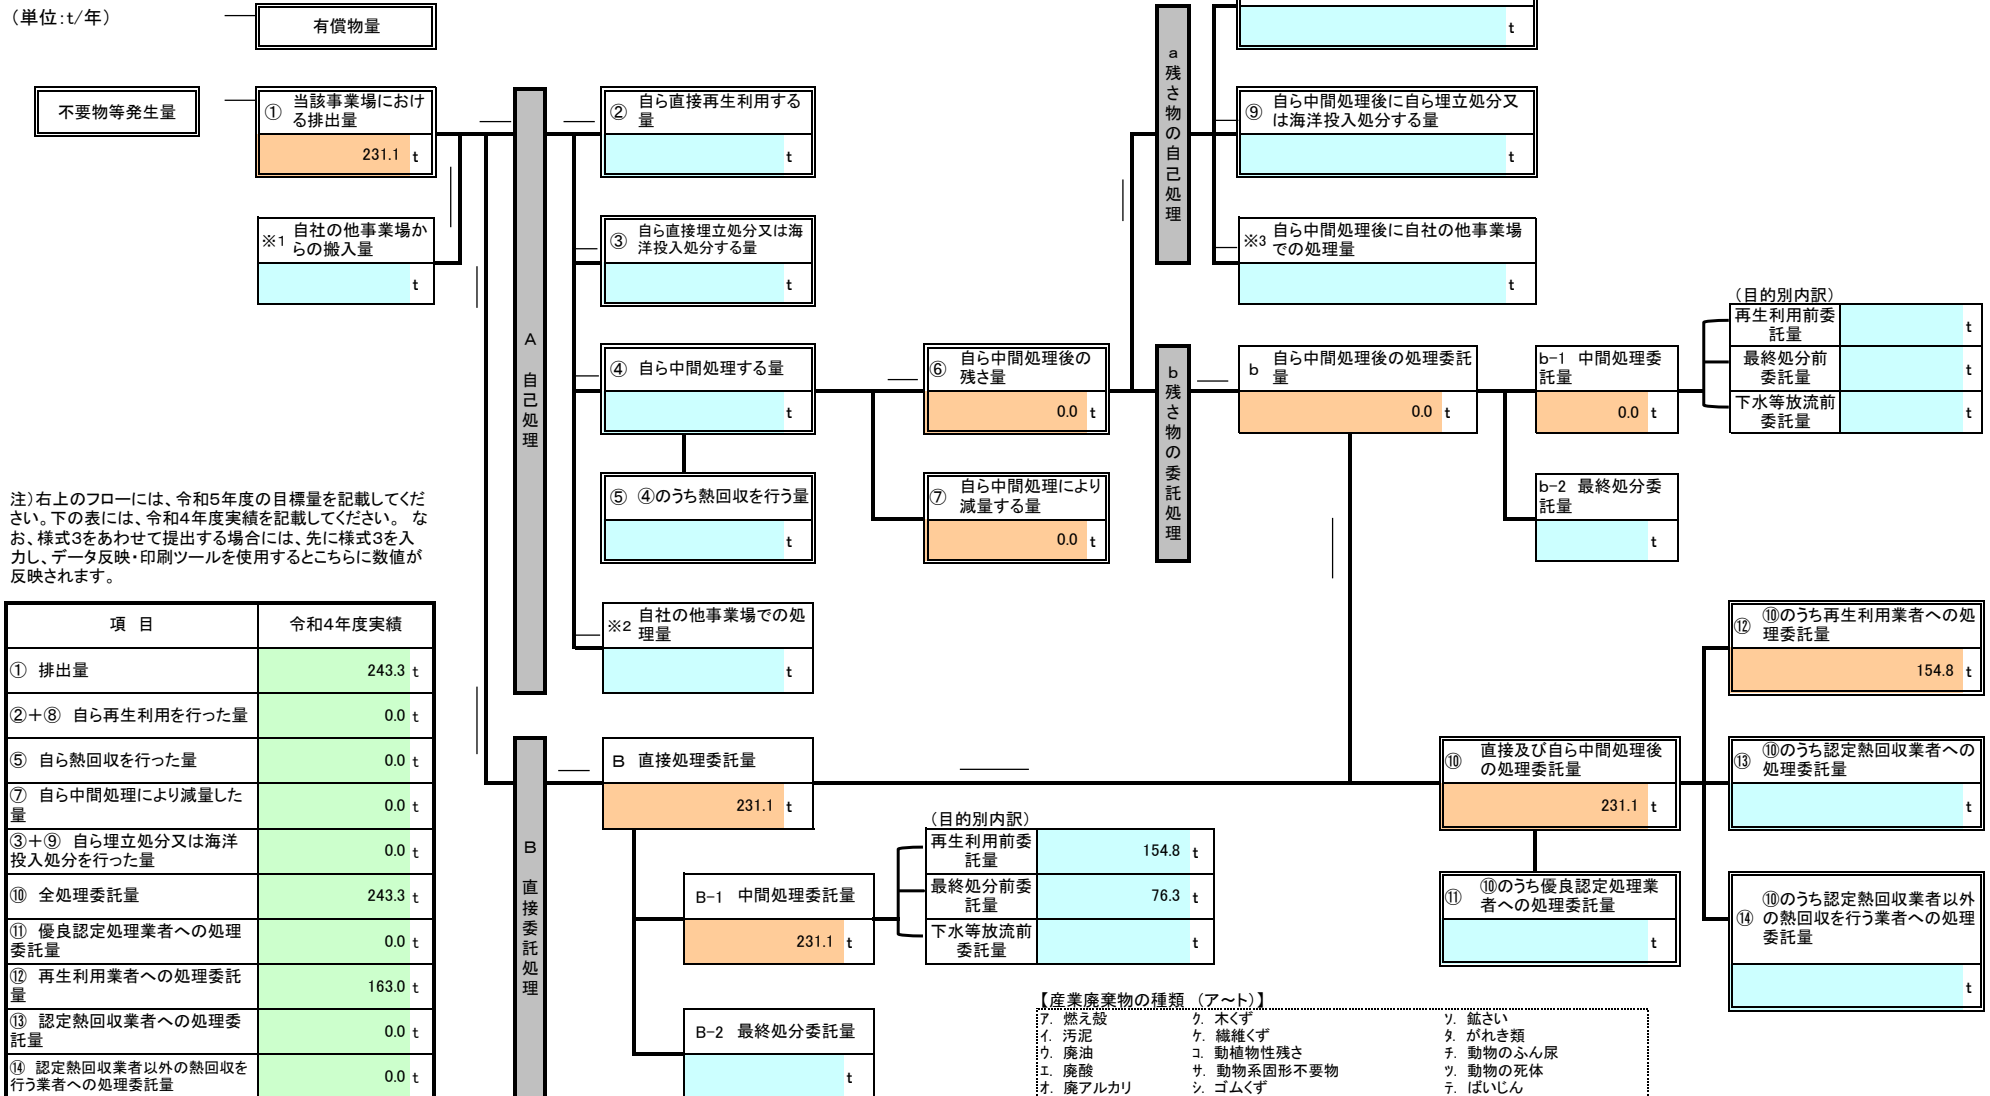 (単位:t/年)
有償物量
t
不要物等発生量
①
当該事業場におけ
る排出量
231.1 t
※1
自社の他事業場か
らの搬入量
t
A
自己処理
②
自ら直接再生利用する
量
t
③
自ら直接埋立処分又は海
洋投入処分する量
t
④ 自ら中間処理する量
t
⑤ ④のうち熱回収を行う量
t
※2
自社の他事業場での処
理量
t
⑥
自ら中間処理後の
残さ量
0.0 t
⑦
自ら中間処理により
減量する量
0.0 t
a
残さ物の自己処理
⑨
自ら中間処理後に自ら埋立処分又
は海洋投入処分する量
t
※3
自ら中間処理後に自社の他事業場
での処理量
t
b
残さ物の委託処理
b
自ら中間処理後の処理委託
量
0.0 t
b-1 中間処理委
託量
0.0 t
b-2 最終処分委
託量
t
(目的別内訳)
再生利用前委
託量
t
最終処分前
委託量
t
下水等放流前
委託量
t
注)右上のフローには、令和5年度の目標量を記載してくだ
さい。下の表には、令和4年度実績を記載してください。 な
お、様式3をあわせて提出する場合には、先に様式3を入
力し、データ反映・印刷ツールを使用するとこちらに数値が
反映されます。
項 目 令和4年度実績
① 排出量 243.3 t
②+⑧ 自ら再生利用を行った量 0.0 t
⑤ 自ら熱回収を行った量 0.0 t
⑦ 自ら中間処理により減量した
量 0.0 t
③+⑨ 自ら埋立処分又は海洋
投入処分を行った量 0.0 t
⑩ 全処理委託量 243.3 t
⑪ 優良認定処理業者への処理
委託量 0.0 t
⑫ 再生利用業者への処理委託
量 163.0 t
⑬ 認定熱回収業者への処理委
託量 0.0 t
⑭ 認定熱回収業者以外の熱回収を
行う業者への処理委託量 0.0 t
B
直接委託処理
B 直接処理委託量
231.1 t
B-1 中間処理委託量
231.1 t
B-2 最終処分委託量
t
(目的別内訳)
再生利用前委
託量
154.8 t
最終処分前委
託量
76.3 t
下水等放流前
委託量
t
⑩
直接及び自ら中間処理後
の処理委託量
231.1 t
⑪
⑩のうち優良認定処理業
者への処理委託量
t
⑫
⑩のうち再生利用業者への処
理委託量
154.8 t
⑬
⑩のうち認定熱回収業者への
処理委託量
t
⑭
⑩のうち認定熱回収業者以外
の熱回収を行う業者への処理
委託量
t
【産業廃棄物の種類 (ア~ト)】
ア. 燃え殻 ク. 木くず ソ. 鉱さい
イ. 汚泥 ケ. 繊維くず タ. がれき類
ウ. 廃油 コ. 動植物性残さ チ. 動物のふん尿
エ. 廃酸 サ. 動物系固形不要物 ツ. 動物の死体
オ. 廃アルカリ シ. ゴムくず テ. ばいじん